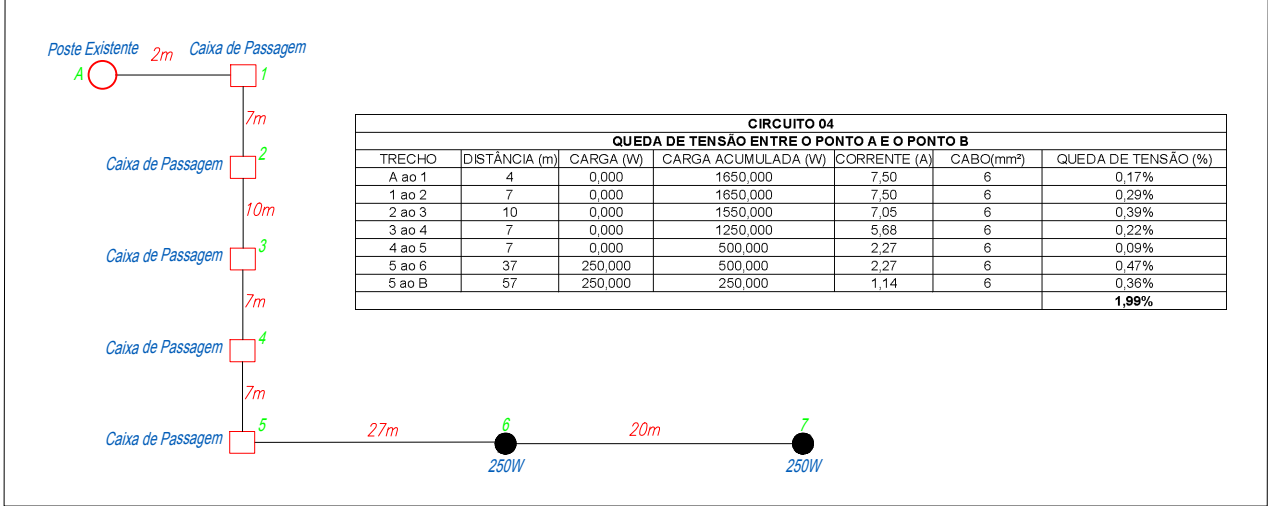 Poste Existente 2m Caixa de Passagem
A 1
7m
Caixa de Passagem 2
10m
Caixa de Passagem 3
7m
Caixa de Passagem 4
7m
Caixa de Passagem 5
27m 6 20m 7
250W 250W
CIRCUITO 04
QUEDA DE TENSÃO ENTRE O PONTO A E O PONTO B
TRECHO DISTÂNCIA (m) CARGA (W) CARGA ACUMULADA (W) CORRENTE (A) CABO(mm²) QUEDA DE TENSÃO (%)
A ao 1 4 0,000 1650,000 7,50 6 0,17%
1 ao 2 7 0,000 1650,000 7,50 6 0,29%
2 ao 3 10 0,000 1550,000 7,05 6 0,39%
3 ao 4 7 0,000 1250,000 5,68 6 0,22%
4 ao 5 7 0,000 500,000 2,27 6 0,09%
5 ao 6 37 250,000 500,000 2,27 6 0,47%
5 ao B 57 250,000 250,000 1,14 6 0,36%
1,99%